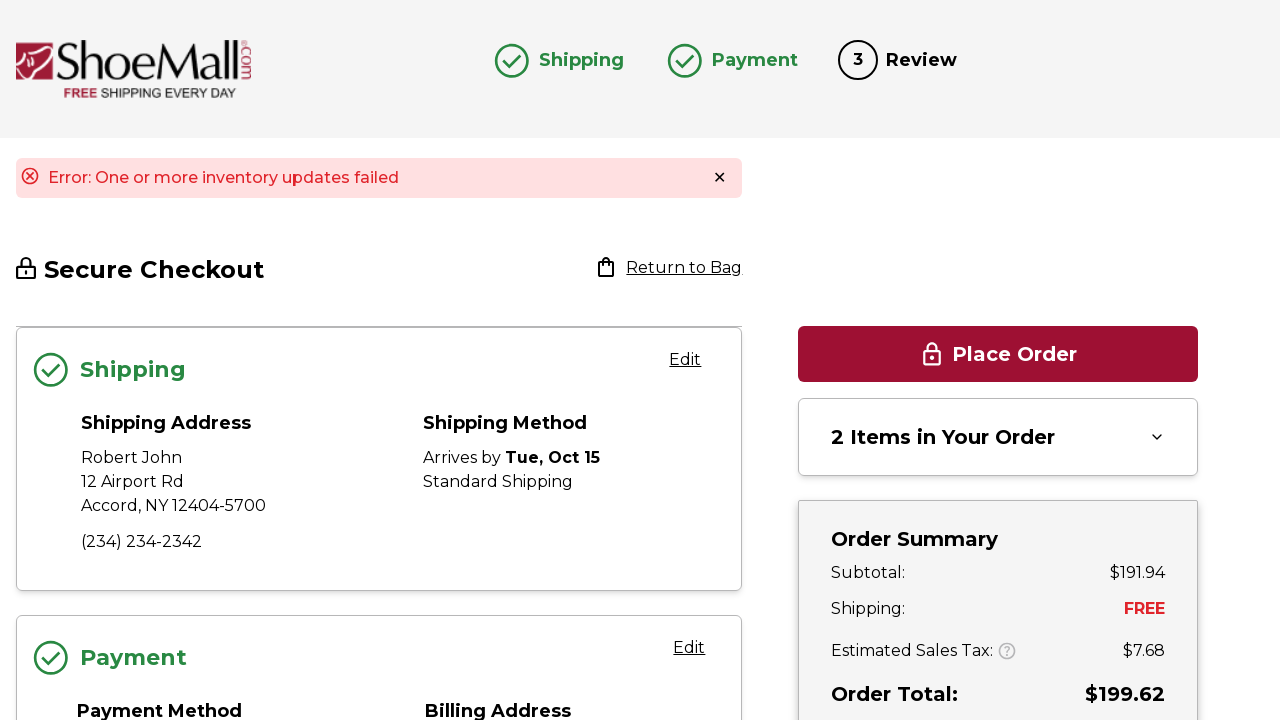 ShoeMall.com
FREE SHIPPING EVERY DAY
Shipping
Payment
3 Review
Error: One or more inventory updates failed
Secure Checkout
Return to Bag
Shipping
Edit
Shipping Address
Robert John
12 Airport Rd
Accord, NY 12404-5700
(234) 234-2342
Shipping Method
Arrives by Tue, Oct 15
Standard Shipping
Payment
Edit
Payment Method
Billing Address
Place Order
2 Items in Your Order
Order Summary
Subtotal: $191.94
Shipping: FREE
Estimated Sales Tax: ? $7.68
Order Total: $199.62